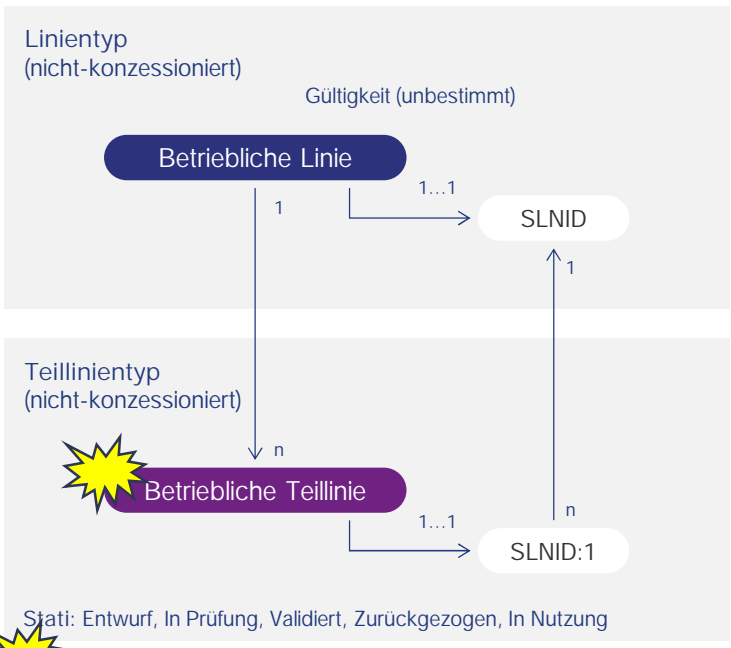 Linientyp
(nicht-konzessioniert)
Gültigkeit (unbestimmt)
Betriebliche Linie
1...1
1
SLNID
1
Teillinientyp
(nicht-konzessioniert)
n
Betriebliche Teillinie
1...1
n
SLNID:1
Stati: Entwurf, In Prüfung, Validiert, Zurückgezogen, In Nutzung